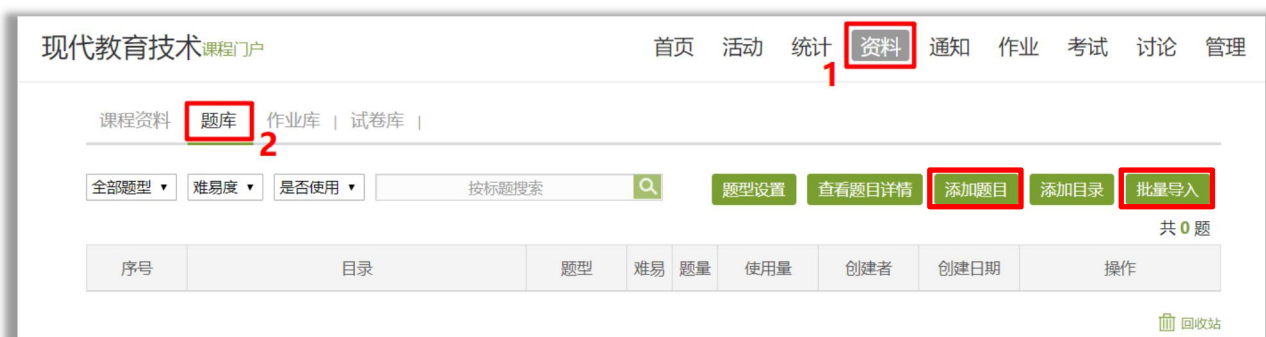 现代教育技术课程门户 首页 活动 统计 资料 通知 作业 考试 讨论 管理
1
课程资料 题库 作业库 | 试卷库 |
2
全部题型 ▼ 难易度 ▼ 是否使用 ▼ 按标题搜索 题型设置 查看题目详情 添加题目 添加目录 批量导入
共 0 题
序号 目录 题型 难易 题量 使用量 创建者 创建日期 操作
回收站